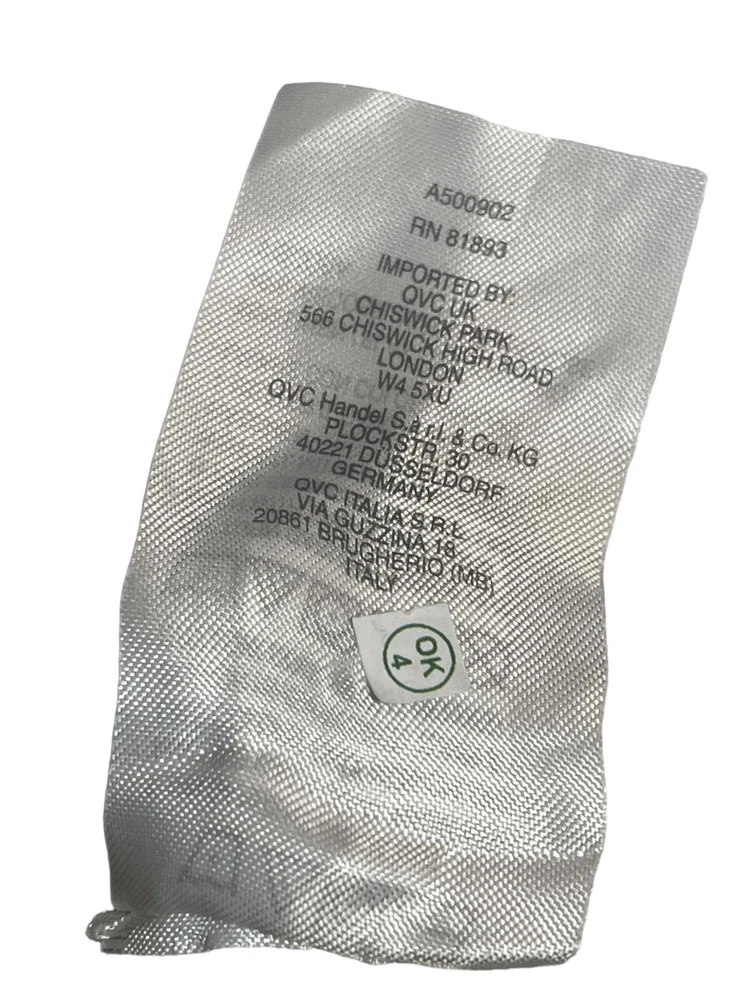 A500902
RN 81893
IMPORTED BY
QVC UK
CHISWICK PARK
566 CHISWICK HIGH ROAD
LONDON
W4 5XU
QVC Handel S.a r.l. & Co. KG
PLOCKSTR. 30
40221 DUSSELDORF
GERMANY
QVC ITALIA S.R.L
VIA GUZZINA 18
20861 BRUGHERIO (MB)
ITALY
OK
4